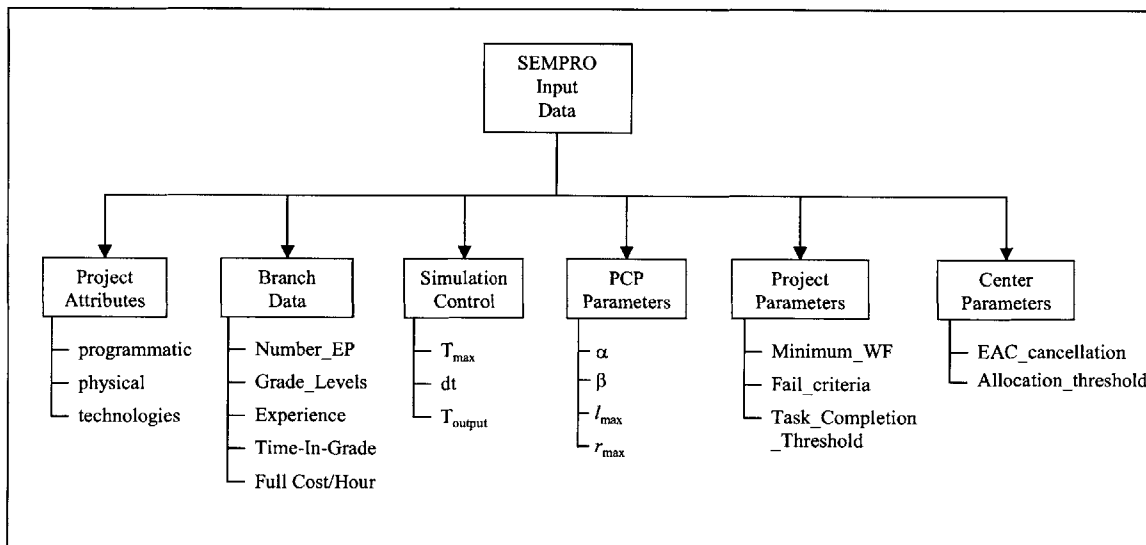 SEMPRO
Input
Data
Project
Attributes
programmatic
physical
technologies
Branch
Data
Number_EP
Grade_Levels
Experience
Time-In-Grade
Full Cost/Hour
Simulation
Control
Tmax
dt
Toutput
PCP
Parameters
α
β
lmax
rmax
Project
Parameters
Minimum_WF
Fail_criteria
Task_Completion
_Threshold
Center
Parameters
EAC_cancellation
Allocation_threshold